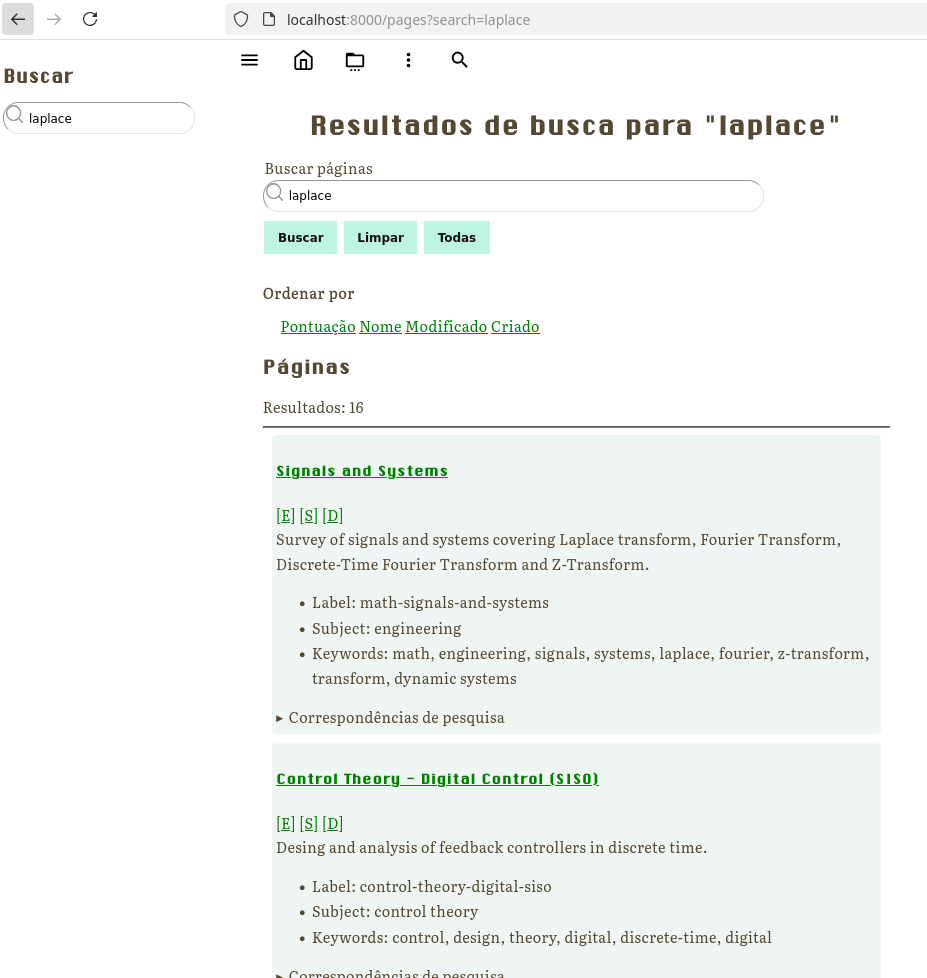 localhost:8000/pages?search=laplace
Buscar
laplace
Resultados de busca para "laplace"
Buscar páginas
laplace
Buscar Limpar Todas
Ordenar por
Pontuação Nome Modificado Criado
Páginas
Resultados: 16
Signals and Systems
[E] [S] [D]
Survey of signals and systems covering Laplace transform, Fourier Transform,
Discrete-Time Fourier Transform and Z-Transform.
• Label: math-signals-and-systems
• Subject: engineering
• Keywords: math, engineering, signals, systems, laplace, fourier, z-transform,
transform, dynamic systems
▸ Correspondências de pesquisa
Control Theory - Digital Control (SISO)
[E] [S] [D]
Desing and analysis of feedback controllers in discrete time.
• Label: control-theory-digital-siso
• Subject: control theory
• Keywords: control, design, theory, digital, discrete-time, digital
▸ Correspondências de pesquisa